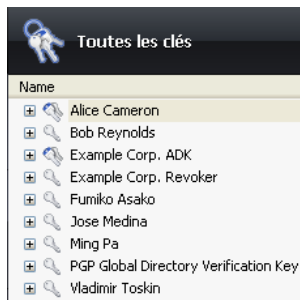 Toutes les clés
Name
Alice Cameron
Bob Reynolds
Example Corp. ADK
Example Corp. Revoker
Fumiko Asako
Jose Medina
Ming Pa
PGP Global Directory Verification Key
Vladimir Toskin